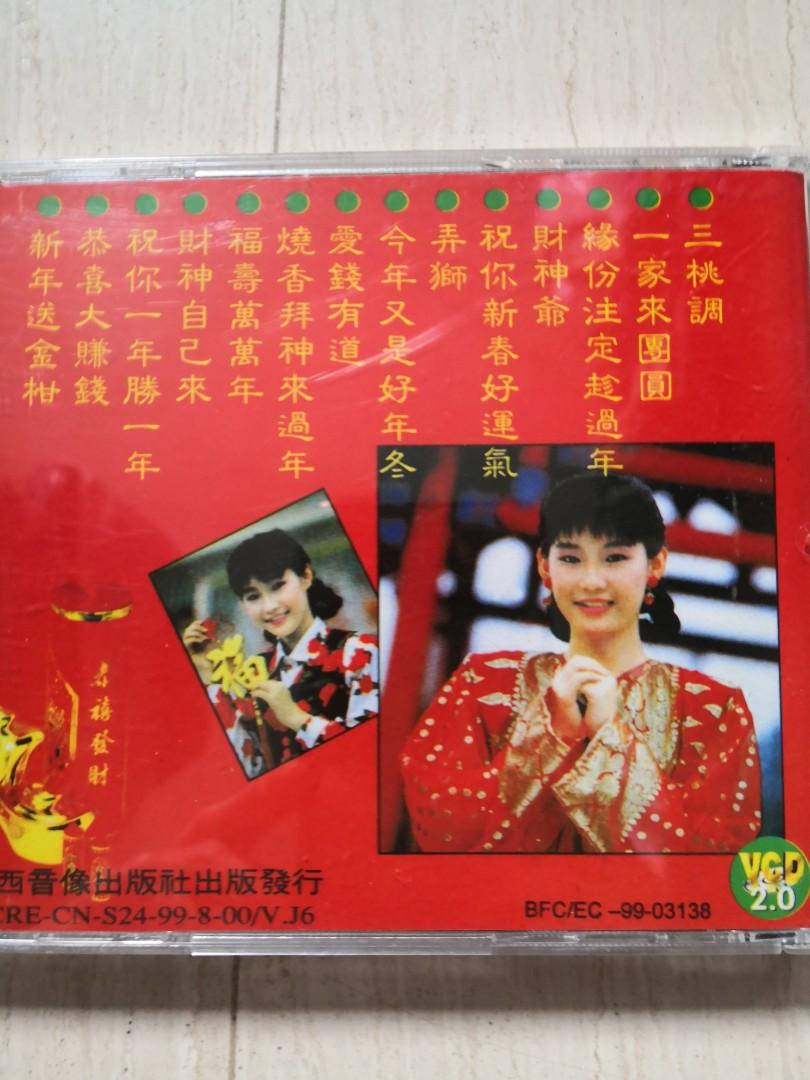 三桃調
一家來團圓
緣份注定趁過年
財神爺
祝你新春好運氣
弄獅
今年又是好年冬
愛錢有道
燒香拜神來過年
福壽萬萬年
財神自己來
祝你一年勝一年
恭喜大賺錢
新年送金柑
福
恭禧發財
西音像出版社出版發行
CRE-CN-S24-99-8-00/V.J6
BFC/EC –99-03138
VCD
2.0